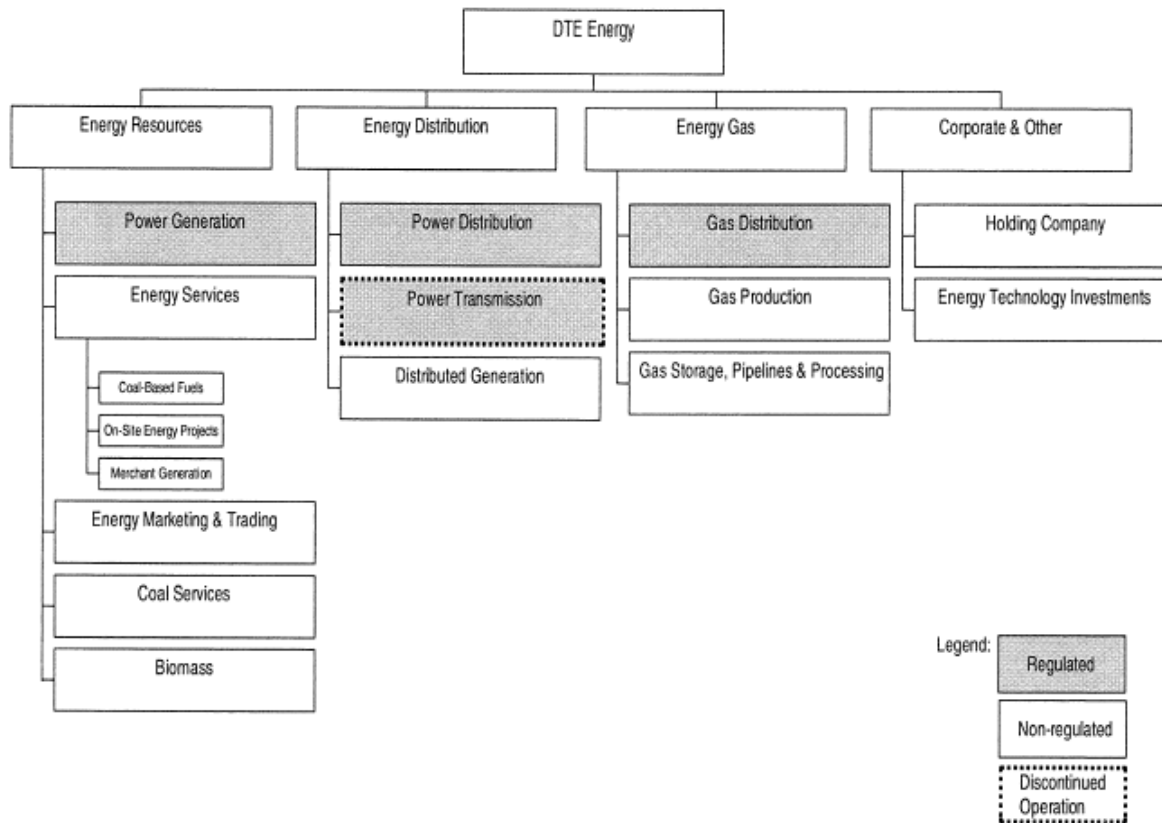 DTE Energy
Energy Resources
Energy Distribution
Energy Gas
Corporate & Other
Power Generation
Power Distribution
Gas Distribution
Holding Company
Energy Services
Power Transmission
Gas Production
Energy Technology Investments
Distributed Generation
Gas Storage, Pipelines & Processing
Coal-Based Fuels
On-Site Energy Projects
Merchant Generation
Energy Marketing & Trading
Coal Services
Biomass
Legend:
Regulated
Non-regulated
Discontinued
Operation